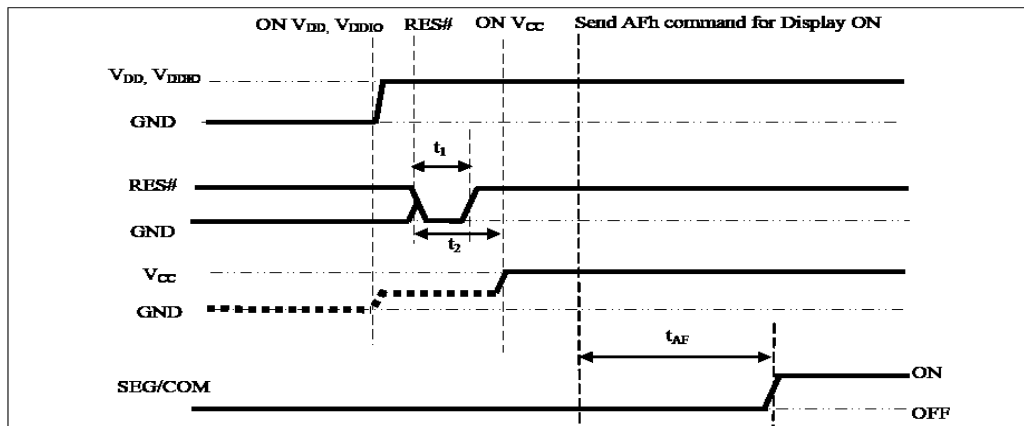 ON VDD, VDDIO RES# ON VCC Send AFh command for Display ON
VDD, VDDIO
GND
t1
RES#
GND
t2
VCC
GND
tAF
SEG/COM
ON
OFF